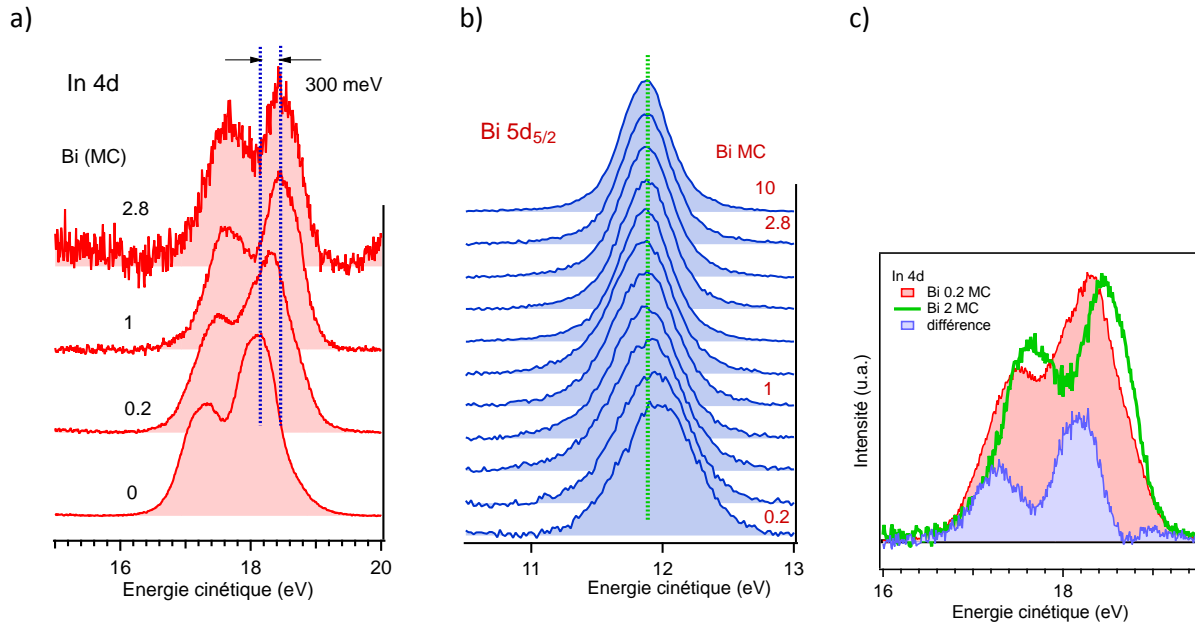 a)
In 4d
300 meV
Bi (MC)
2.8
1
0.2
0
16
18
20
Energie cinétique (eV)
b)
Bi 5d5/2
Bi MC
10
2.8
1
0.2
11
12
13
Energie cinétique (eV)
c)
In 4d
Bi 0.2 MC
Bi 2 MC
différence
Intensité (u.a.)
16
18
Energie cinétique (eV)